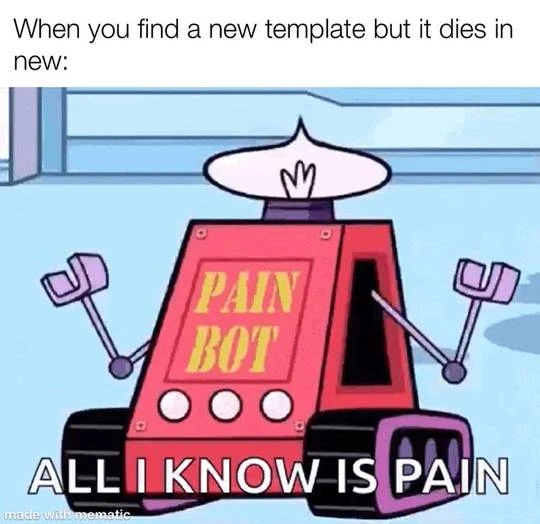 When you find a new template but it dies in
new:
PAIN
BOT
ALL I KNOW IS PAIN
made with mematic